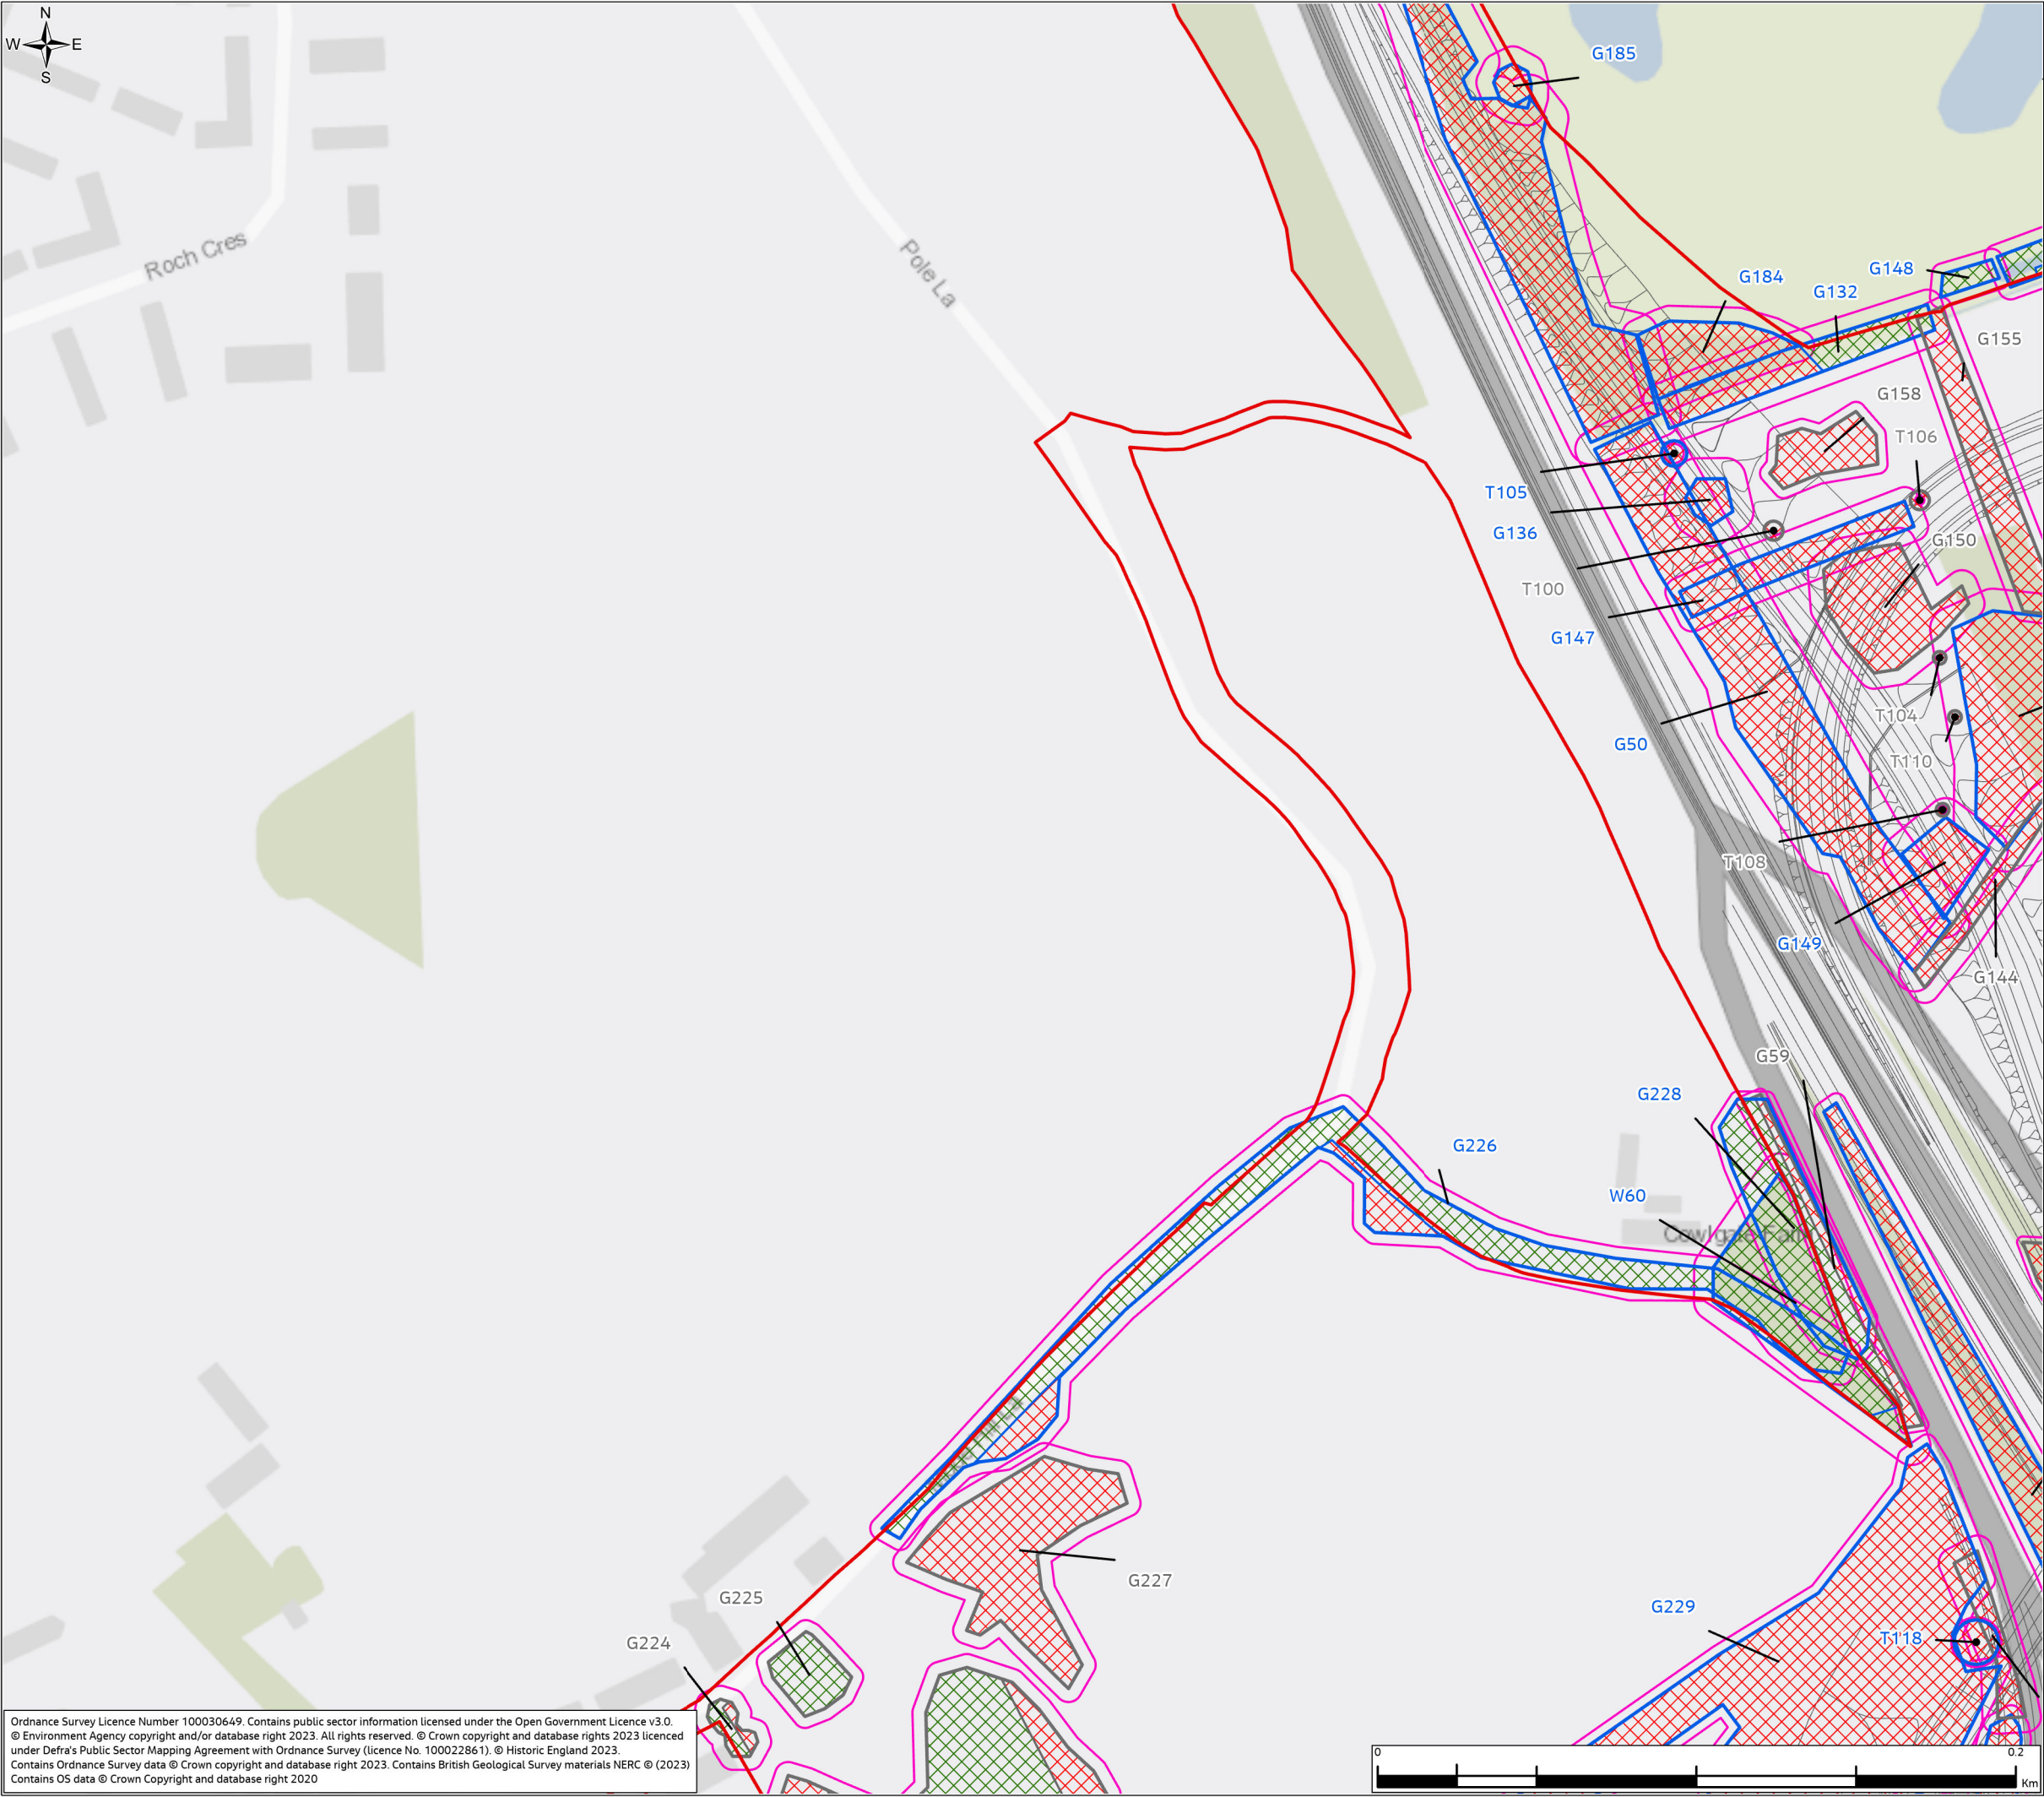 N
W E
S
G185
Roch Cres
Pole La
G184
G148
G132
G155
G158
T106
T105
G136
G150
T100
G147
T104
G50
T110
T108
G149
G144
G59
G228
G226
W60
G225
G227
G224
G229
T118
Ordnance Survey Licence Number 100030649. Contains public sector information licensed under the Open Government Licence v3.0.
© Environment Agency copyright and/or database right 2023. All rights reserved. © Crown copyright and database rights 2023 licenced
under Defra's Public Sector Mapping Agreement with Ordnance Survey (licence No. 100022861). © Historic England 2023.
Contains Ordnance Survey data © Crown copyright and database right 2023. Contains British Geological Survey materials NERC © (2023)
Contains OS data © Crown Copyright and database right 2020
0 0.2
Km